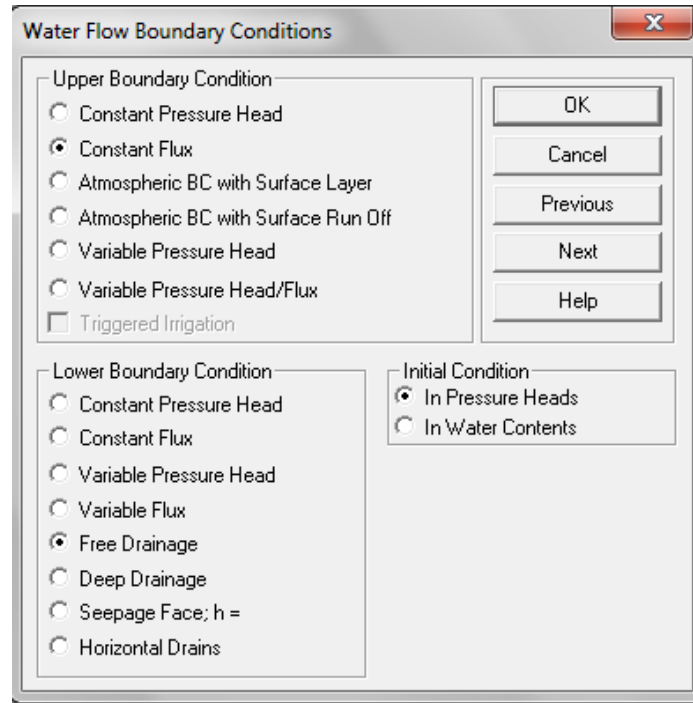 Water Flow Boundary Conditions
Upper Boundary Condition
Constant Pressure Head
Constant Flux
Atmospheric BC with Surface Layer
Atmospheric BC with Surface Run Off
Variable Pressure Head
Variable Pressure Head/Flux
Triggered Irrigation
OK
Cancel
Previous
Next
Help
Lower Boundary Condition
Constant Pressure Head
Constant Flux
Variable Pressure Head
Variable Flux
Free Drainage
Deep Drainage
Seepage Face; h =
Horizontal Drains
Initial Condition
In Pressure Heads
In Water Contents